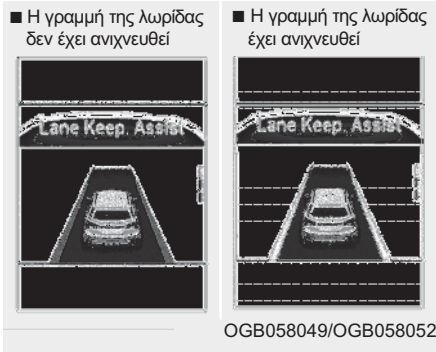 ■ Η γραμμή της λωρίδας
δεν έχει ανιχνευθεί
■ Η γραμμή της λωρίδας
έχει ανιχνευθεί
Lane Keep. Assist
Lane Keep. Assist
OGB058049/OGB058052